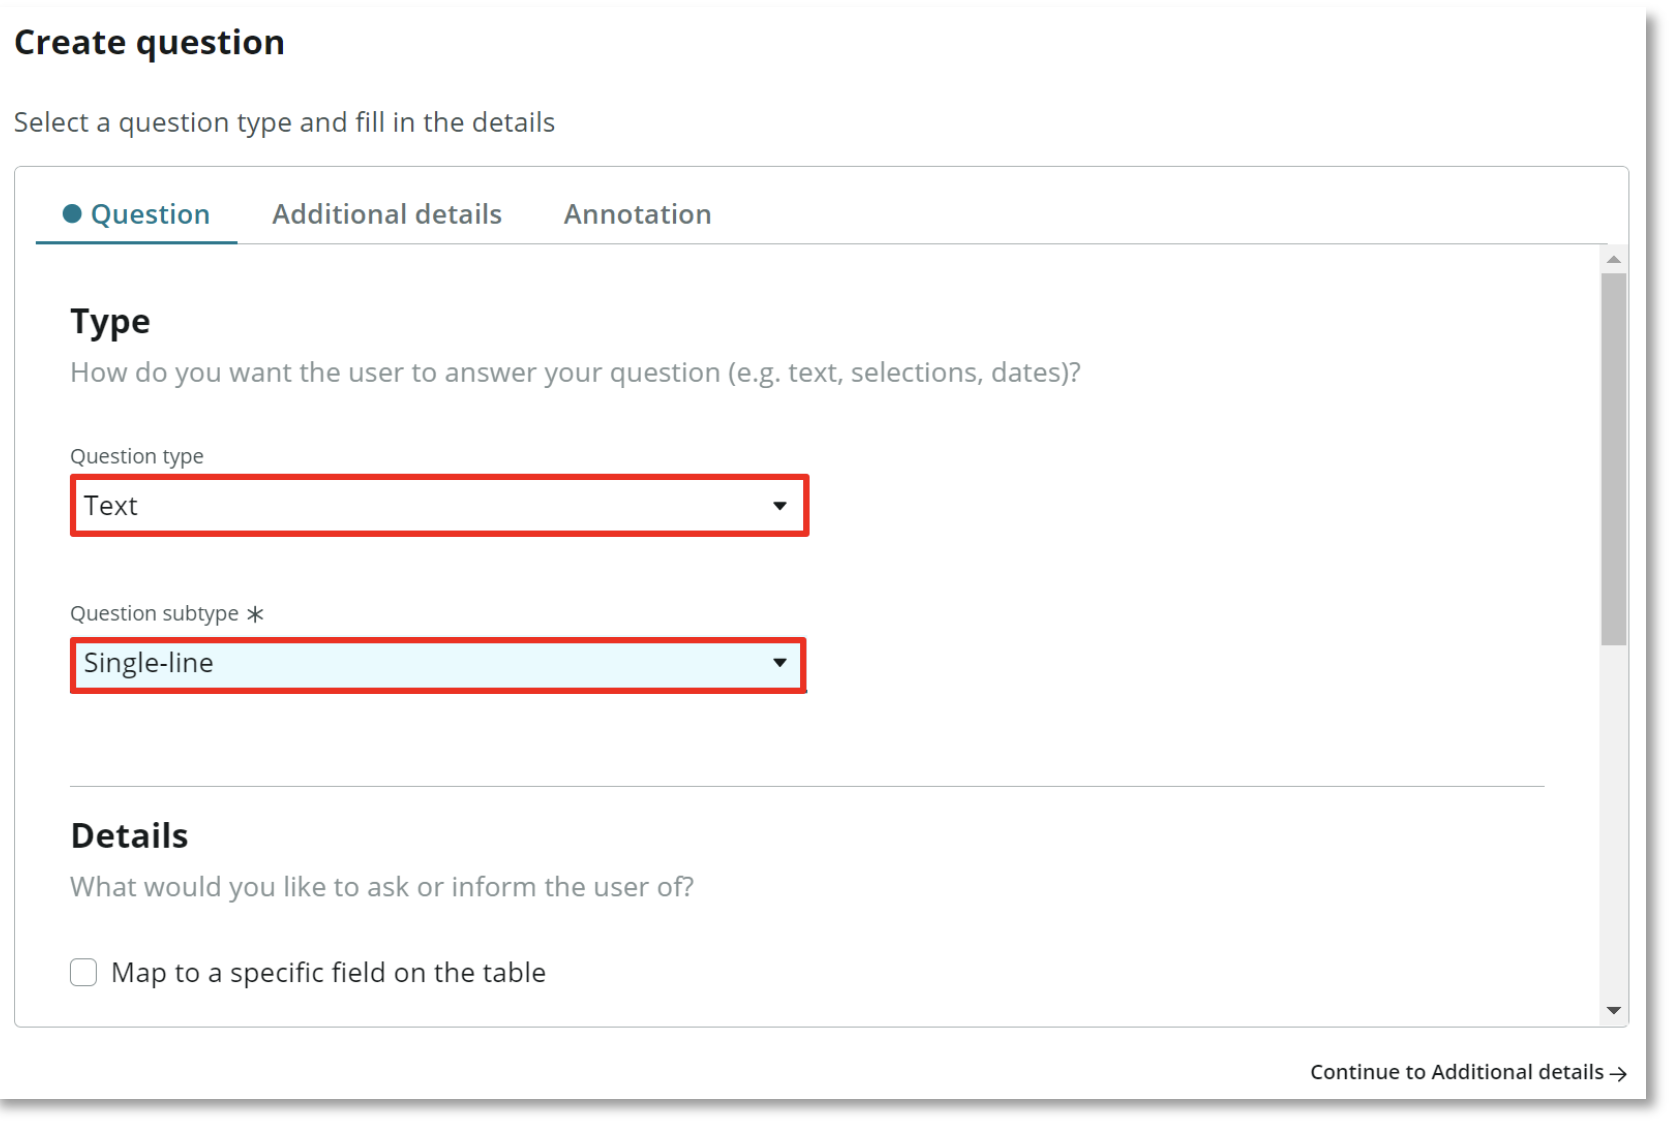 Create question
Select a question type and fill in the details
Question Additional details Annotation
Type
How do you want the user to answer your question (e.g. text, selections, dates)?
Question type
Text
Question subtype *
Single-line
Details
What would you like to ask or inform the user of?
Map to a specific field on the table
Continue to Additional details →